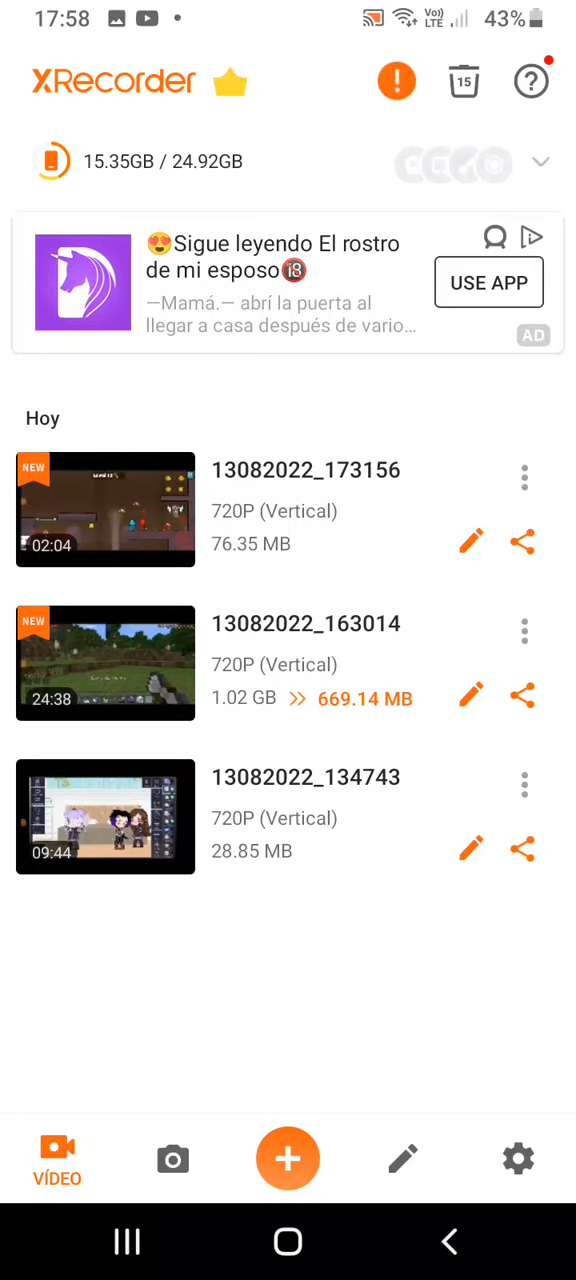 17:58 Vo)) LTE 43%
XRecorder 15
15.35GB / 24.92GB
😍Sigue leyendo El rostro
de mi esposo🔞
—Mamá.— abrí la puerta al
llegar a casa después de vario...
USE APP
AD
Hoy
NEW
02:04
13082022_173156
720P (Vertical)
76.35 MB
NEW
24:38
13082022_163014
720P (Vertical)
1.02 GB >> 669.14 MB
09:44
13082022_134743
720P (Vertical)
28.85 MB
VÍDEO